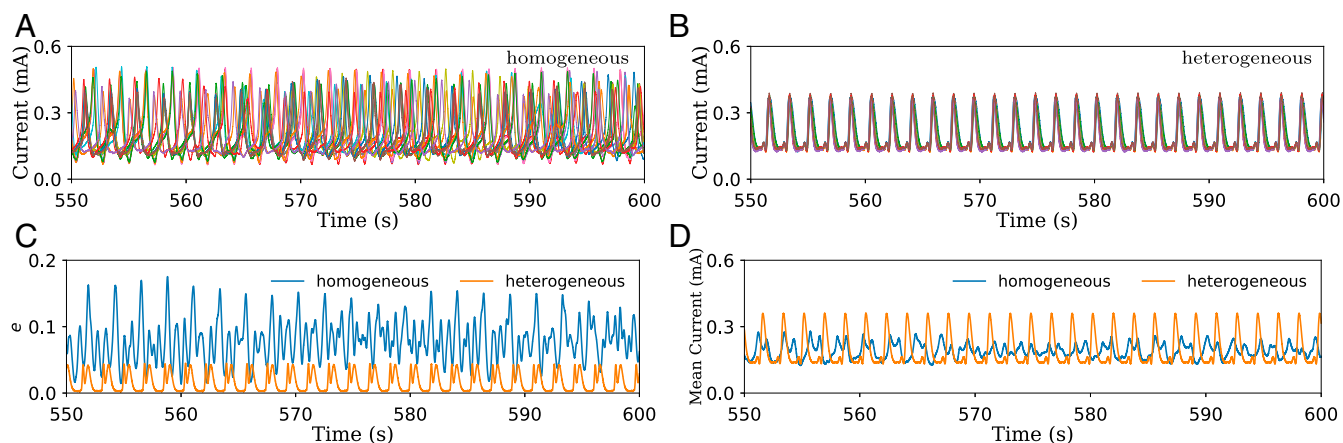 A
Current (mA)
0.6
0.3
0.0
homogeneous
550 560 570 580 590 600
Time (s)
B
Current (mA)
0.6
0.3
0.0
heterogeneous
550 560 570 580 590 600
Time (s)
C
e
0.2
0.1
0.0
homogeneous heterogeneous
550 560 570 580 590 600
Time (s)
D
Mean Current (mA)
0.6
0.3
0.0
homogeneous heterogeneous
550 560 570 580 590 600
Time (s)